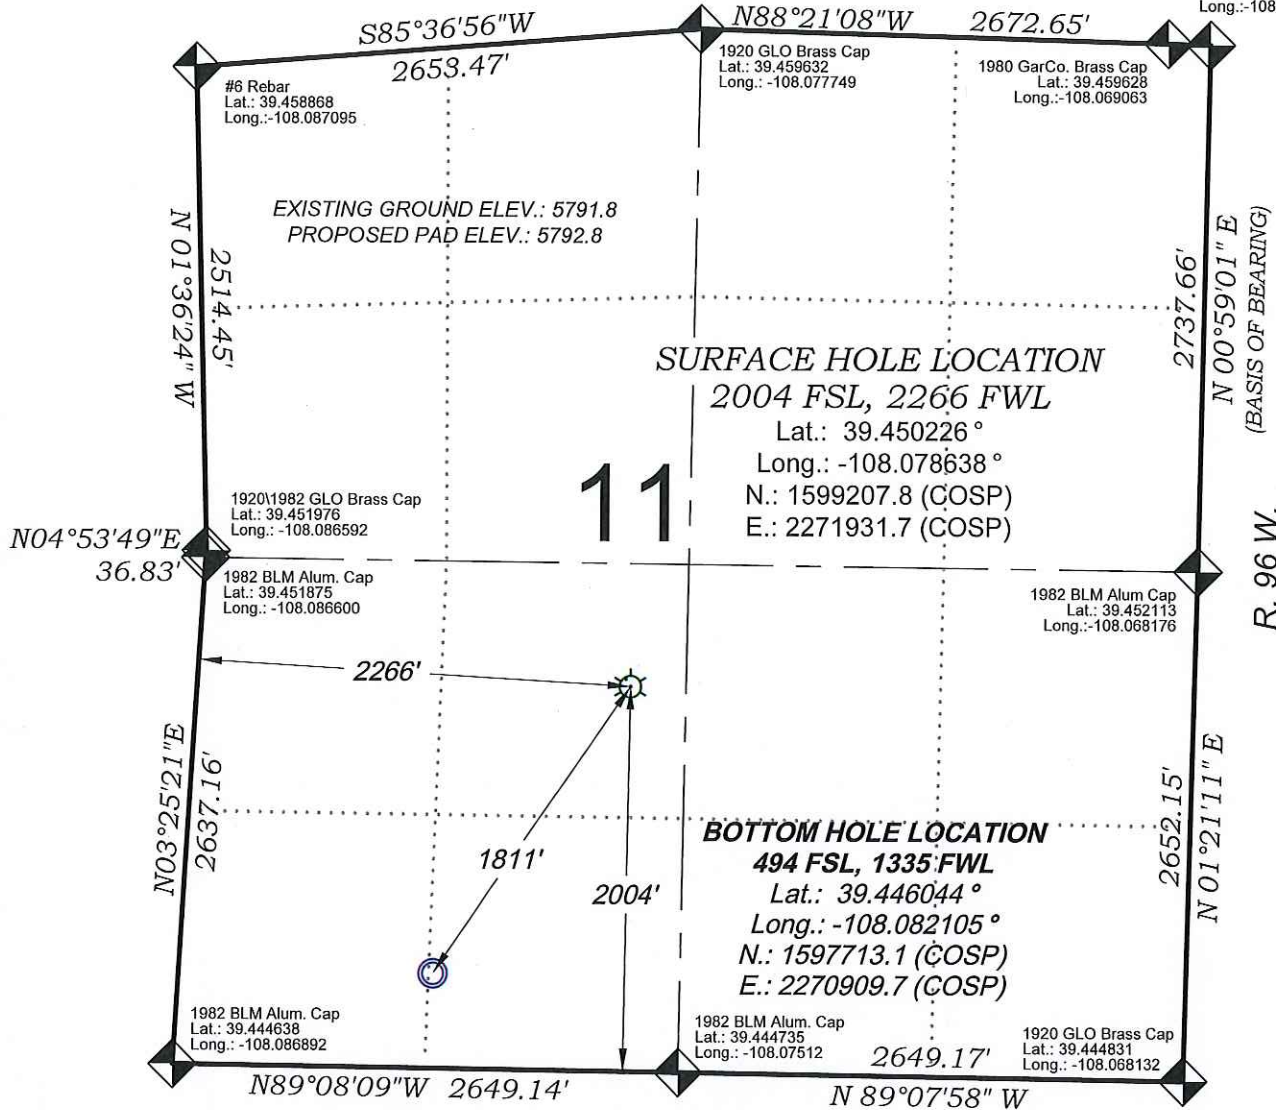 Long.:-108
S85°36'56"W
2653.47'
N88°21'08"W 2672.65'
#6 Rebar
Lat.: 39.458868
Long.:-108.087095
1920 GLO Brass Cap
Lat.: 39.459632
Long.: -108.077749
1980 GarCo. Brass Cap
Lat.: 39.459628
Long.:-108.069063
EXISTING GROUND ELEV.: 5791.8
PROPOSED PAD ELEV.: 5792.8
N 01°36'24" W
2514.45'
2737.66'
N 00°59'01" E
(BASIS OF BEARING)
SURFACE HOLE LOCATION
2004 FSL, 2266 FWL
Lat.: 39.450226°
Long.: -108.078638°
N.: 1599207.8 (COSP)
E.: 2271931.7 (COSP)
11
1920\1982 GLO Brass Cap
Lat.: 39.451976
Long.: -108.086592
N04°53'49"E
36.83'
1982 BLM Alum. Cap
Lat.: 39.451875
Long.: -108.086600
1982 BLM Alum Cap
Lat.: 39.452113
Long.:-108.068176
R. 96 W.
2266'
N03°25'21"E
2637.16'
1811'
2004'
BOTTOM HOLE LOCATION
494 FSL, 1335 FWL
Lat.: 39.446044°
Long.: -108.082105°
N.: 1597713.1 (COSP)
E.: 2270909.7 (COSP)
2652.15'
N 01°21'11" E
1982 BLM Alum. Cap
Lat.: 39.444638
Long.: -108.086892
1982 BLM Alum. Cap
Lat.: 39.444735
Long.: -108.07512
1920 GLO Brass Cap
Lat.: 39.444831
Long.: -108.068132
N89°08'09"W 2649.14'
2649.17'
N 89°07'58" W